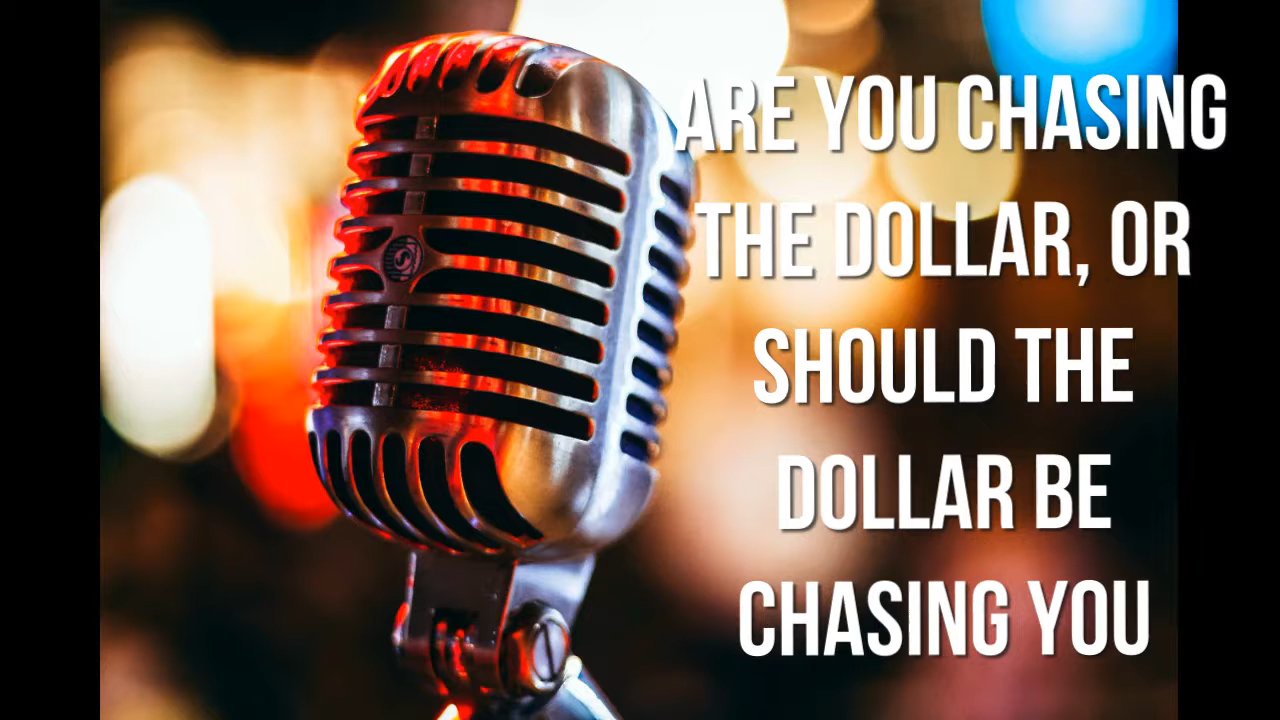 ARE YOU CHASING
THE DOLLAR, OR
SHOULD THE
DOLLAR BE
CHASING YOU